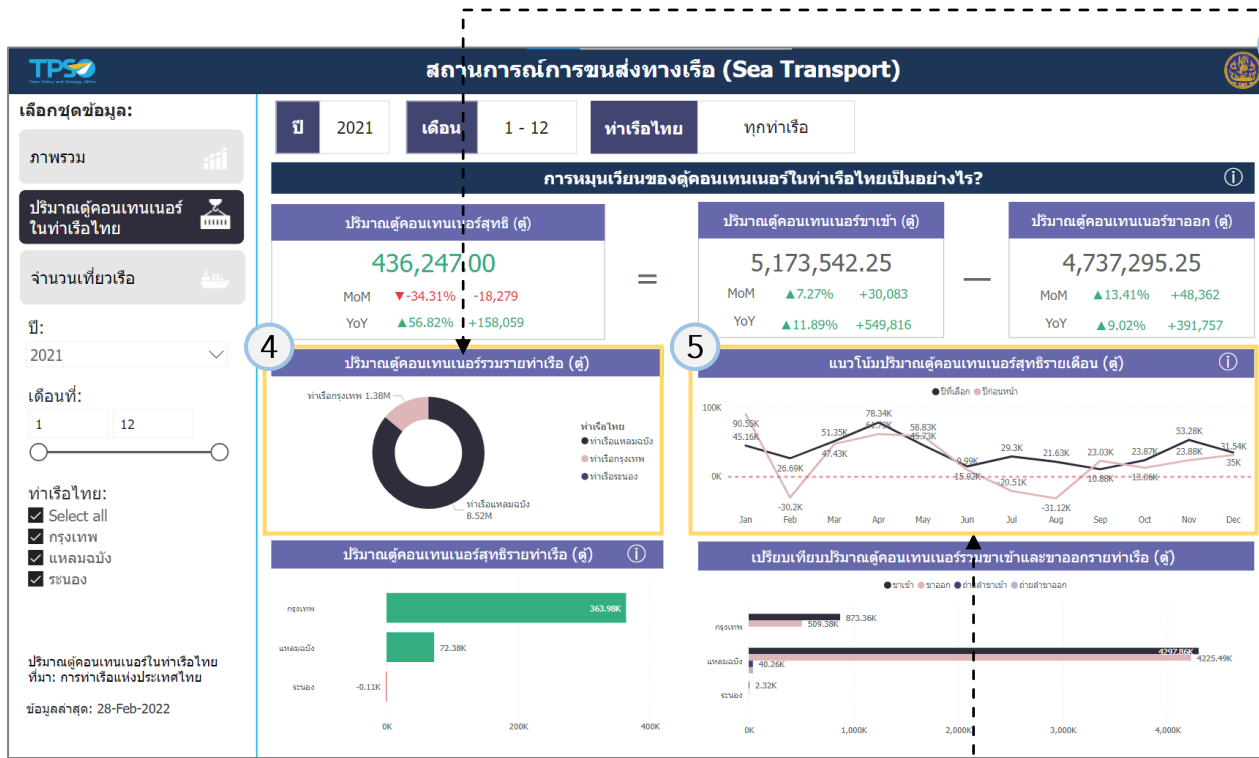 TPSO
Trade Policy and Strategy Office
สถานการณ์การขนส่งทางเรือ (Sea Transport)
เลือกชุดข้อมูล:
ภาพรวม
ปริมาณตู้คอนเทนเนอร์
ในท่าเรือไทย
จำนวนเที่ยวเรือ
ปี:
2021
เดือนที่:
1 12
ท่าเรือไทย:
Select all
กรุงเทพ
แหลมฉบัง
ระนอง
ปริมาณตู้คอนเทนเนอร์ในท่าเรือไทย
ที่มา: การท่าเรือแห่งประเทศไทย
ข้อมูลล่าสุด: 28-Feb-2022
ปี 2021 เดือน 1 - 12 ท่าเรือไทย ทุกท่าเรือ
การหมุนเวียนของตู้คอนเทนเนอร์ในท่าเรือไทยเป็นอย่างไร?
ปริมาณตู้คอนเทนเนอร์สุทธิ (ตู้)
436,247.00
MoM ▼-34.31% -18,279
YoY ▲56.82% +158,059
=
ปริมาณตู้คอนเทนเนอร์ขาเข้า (ตู้)
5,173,542.25
MoM ▲7.27% +30,083
YoY ▲11.89% +549,816
—
ปริมาณตู้คอนเทนเนอร์ขาออก (ตู้)
4,737,295.25
MoM ▲13.41% +48,362
YoY ▲9.02% +391,757
4
ปริมาณตู้คอนเทนเนอร์รวมรายท่าเรือ (ตู้)
ท่าเรือกรุงเทพ 1.38M
ท่าเรือแหลมฉบัง
8.52M
ท่าเรือไทย
ท่าเรือแหลมฉบัง
ท่าเรือกรุงเทพ
ท่าเรือระนอง
5
แนวโน้มปริมาณตู้คอนเทนเนอร์สุทธิรายเดือน (ตู้)
ปีที่เลือก ปีก่อนหน้า
100K
0K
90.55K
45.16K
26.69K
-30.2K
51.35K
47.43K
78.34K
61.73K
58.83K
45.73K
9.99K
15.02K
29.3K
-20.51K
21.63K
-31.12K
23.03K
10.88K
23.87K
13.06K
53.28K
23.88K
31.54K
35K
Jan Feb Mar Apr May Jun Jul Aug Sep Oct Nov Dec
ปริมาณตู้คอนเทนเนอร์สุทธิรายท่าเรือ (ตู้)
กรุงเทพ 363.98K
แหลมฉบัง 72.38K
ระนอง -0.11K
0K 200K 400K
เปรียบเทียบปริมาณตู้คอนเทนเนอร์รวมขาเข้าและขาออกรายท่าเรือ (ตู้)
ขาเข้า ขาออก ถ่ายลำขาเข้า ถ่ายลำขาออก
กรุงเทพ 873.36K
509.38K
4297.86K
แหลมฉบัง 4225.49K
40.26K
ระนอง 2.32K
0K 1,000K 2,000K 3,000K 4,000K